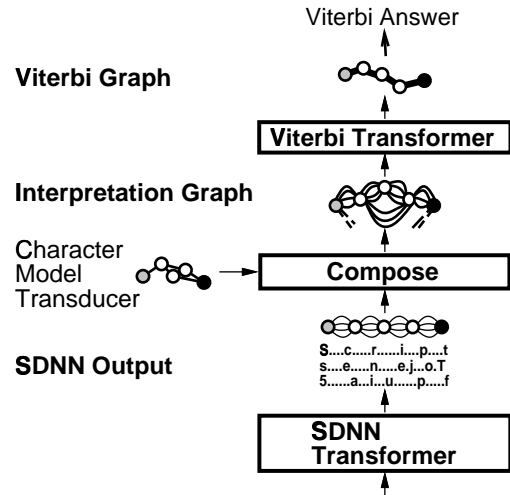 Viterbi Answer
Viterbi Graph
Viterbi Transformer
Interpretation Graph
Character
Model
Transducer
Compose
S....c.....r......i....p....t
s....e.....n.....e.j...o.T
5......a...i...u......p....f
SDNN Output
SDNN
Transformer